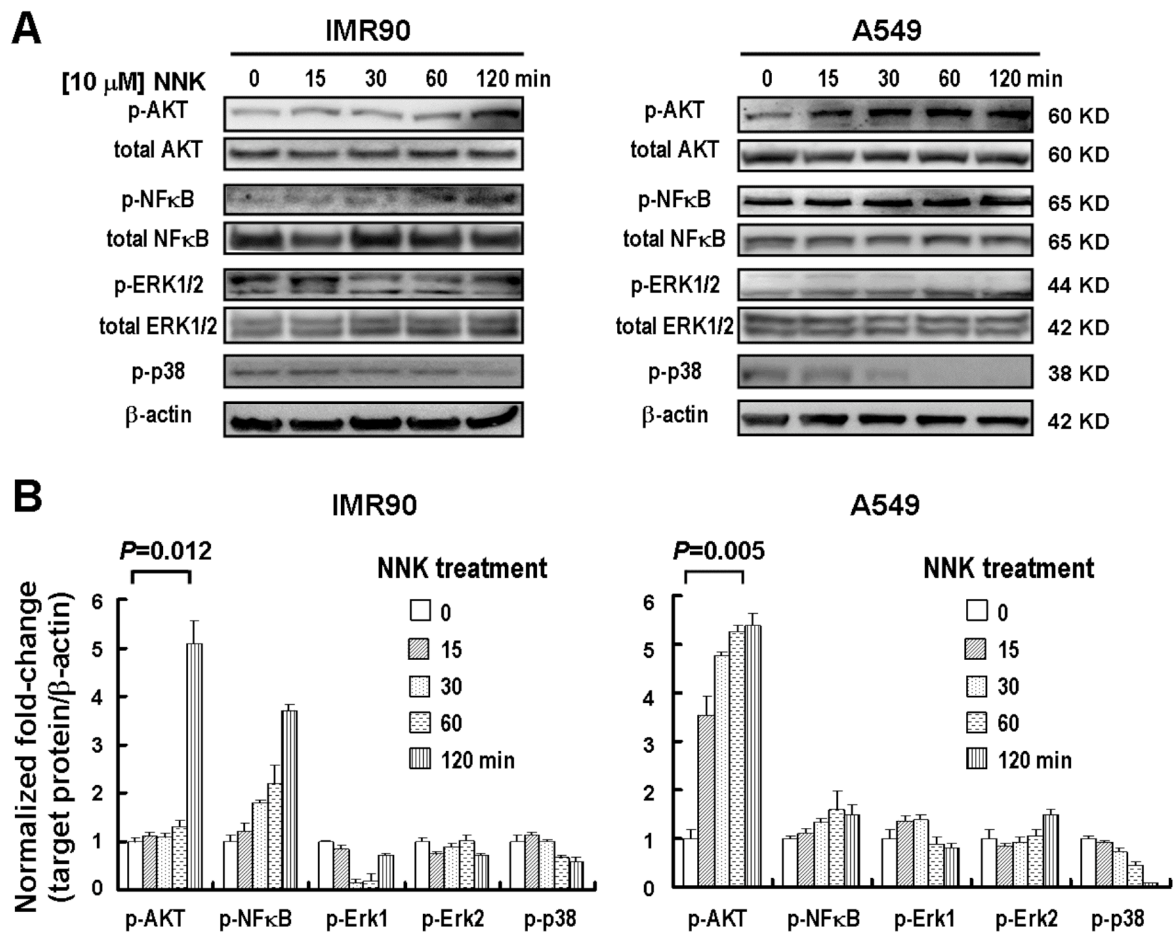 A
IMR90
A549
[10 μM] NNK 0 15 30 60 120 min
0 15 30 60 120 min
p-AKT
p-AKT 60 KD
total AKT
total AKT 60 KD
p-NFκB
p-NFκB 65 KD
total NFκB
total NFκB 65 KD
p-ERK1/2
p-ERK1/2 44 KD
total ERK1/2
total ERK1/2 42 KD
p-p38
p-p38 38 KD
β-actin
β-actin 42 KD
B
IMR90
A549
P=0.012
P=0.005
NNK treatment
0
15
30
60
120 min
NNK treatment
0
15
30
60
120 min
Normalized fold-change
(target protein/β-actin)
6
5
4
3
2
1
0
p-AKT p-NFκB p-Erk1 p-Erk2 p-p38
6
5
4
3
2
1
0
p-AKT p-NFκB p-Erk1 p-Erk2 p-p38